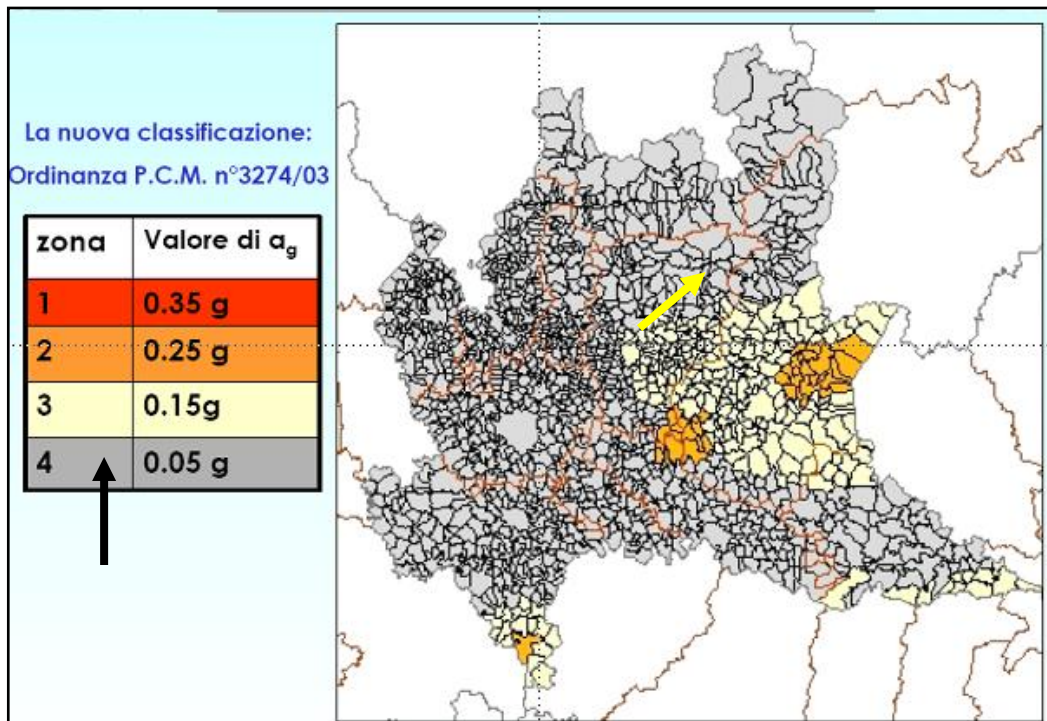 La nuova classificazione:
Ordinanza P.C.M. n°3274/03
zona Valore di ag
1 0.35 g
2 0.25 g
3 0.15g
4 0.05 g